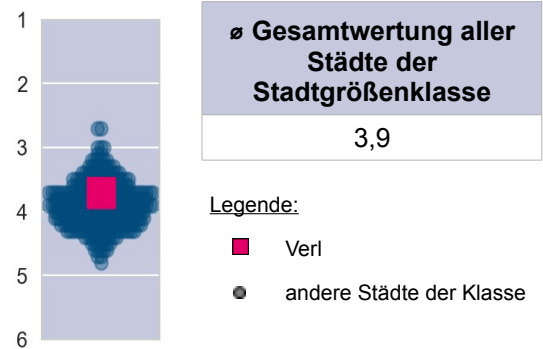 1
2
3
4
5
6
⌀ Gesamtwertung aller
Städte der
Stadtgrößenklasse
3,9
Legende:
Verl
andere Städte der Klasse